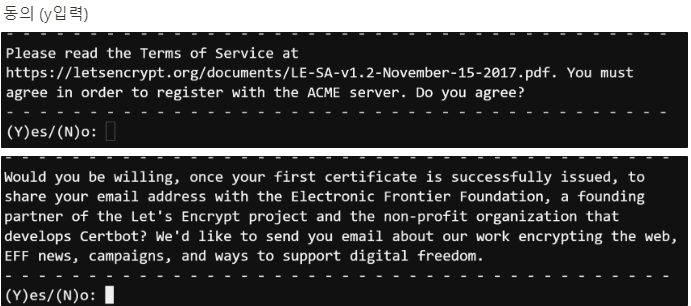 동의 (y입력)
- - - - - - - - - - - - - - - - - - - - - - - - - - - - - - - - - - - - - - - -
Please read the Terms of Service at
https://letsencrypt.org/documents/LE-SA-v1.2-November-15-2017.pdf. You must
agree in order to register with the ACME server. Do you agree?
- - - - - - - - - - - - - - - - - - - - - - - - - - - - - - - - - - - - - - - -
(Y)es/(N)o:
- - - - - - - - - - - - - - - - - - - - - - - - - - - - - - - - - - - - - - - -
Would you be willing, once your first certificate is successfully issued, to
share your email address with the Electronic Frontier Foundation, a founding
partner of the Let's Encrypt project and the non-profit organization that
develops Certbot? We'd like to send you email about our work encrypting the web,
EFF news, campaigns, and ways to support digital freedom.
- - - - - - - - - - - - - - - - - - - - - - - - - - - - - - - - - - - - - - - -
(Y)es/(N)o: